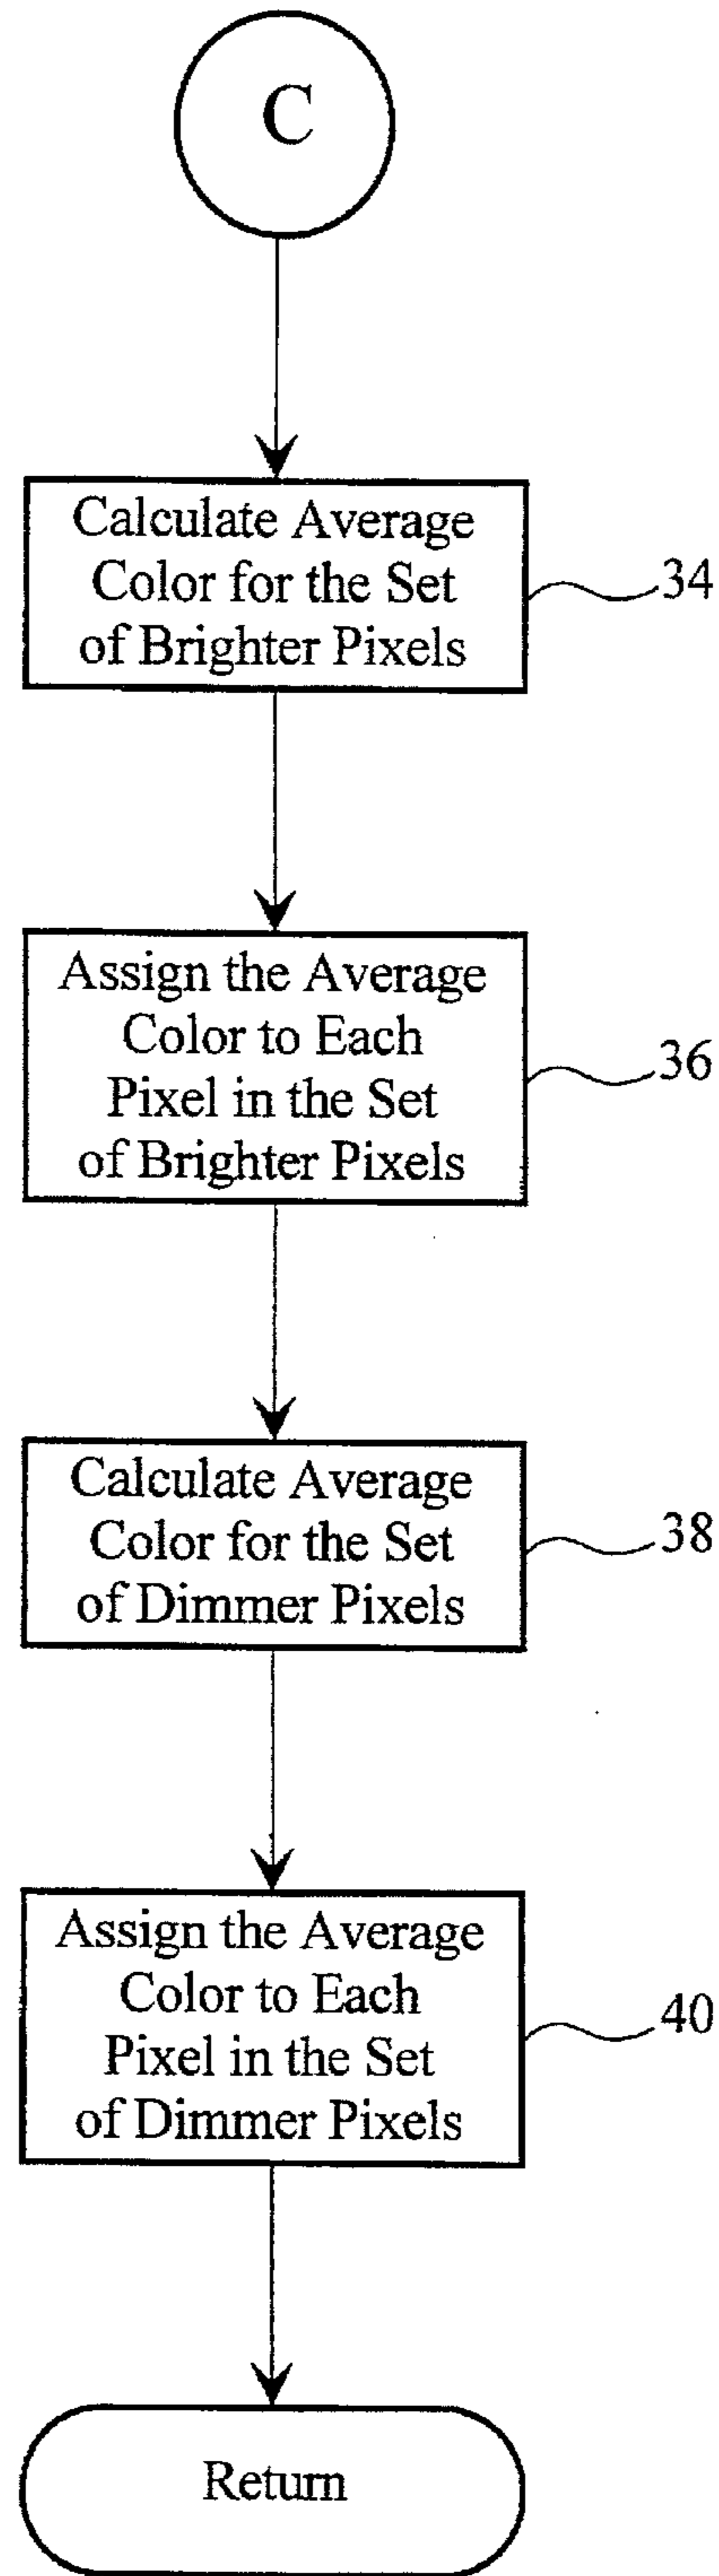 C
Calculate Average
Color for the Set
of Brighter Pixels
34
Assign the Average
Color to Each
Pixel in the Set
of Brighter Pixels
36
Calculate Average
Color for the Set
of Dimmer Pixels
38
Assign the Average
Color to Each
Pixel in the Set
of Dimmer Pixels
40
Return